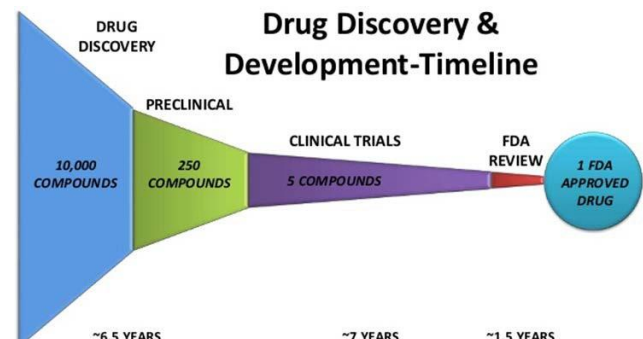 Drug Discovery &
Development-Timeline
DRUG
DISCOVERY
PRECLINICAL
CLINICAL TRIALS
FDA
REVIEW
10,000
COMPOUNDS
250
COMPOUNDS
5 COMPOUNDS
1 FDA
APPROVED
DRUG
~6.5 YEARS
~7 YEARS
~1.5 YEARS